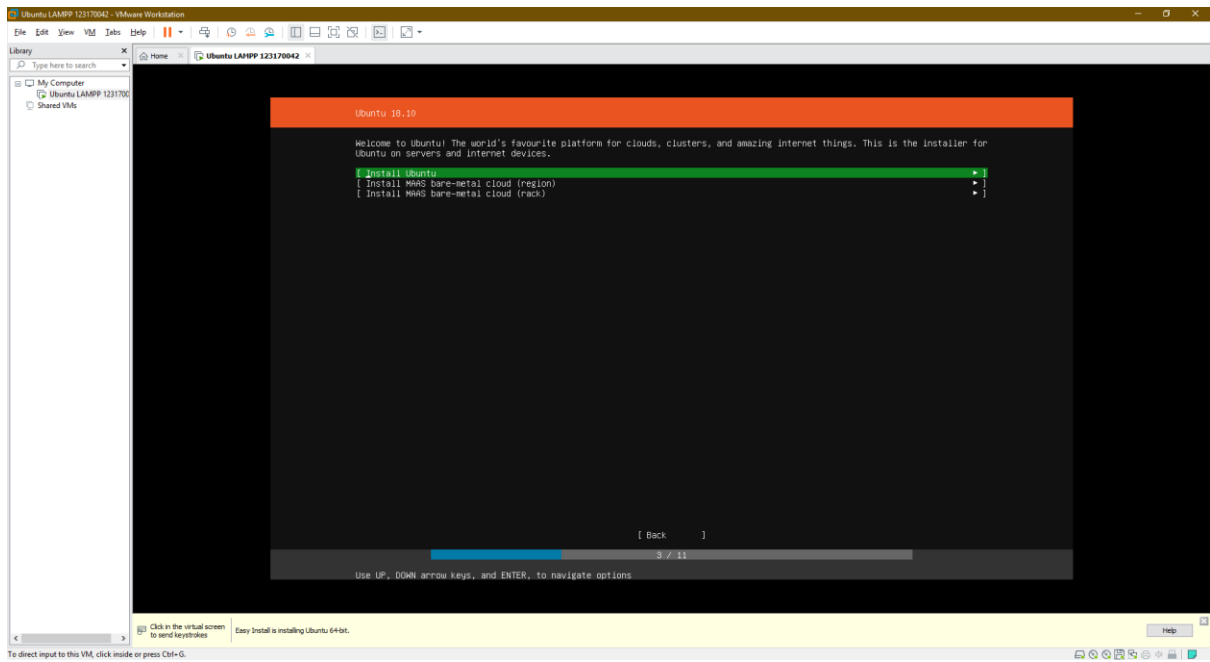 Ubuntu LAMPP 123170042 - VMware Workstation
File Edit View VM Tabs Help
Library
Home
Ubuntu LAMPP 123170042
Type here to search
My Computer
Ubuntu LAMPP 1231700
Shared VMs
Ubuntu 18.10
Welcome to Ubuntu! The world's favourite platform for clouds, clusters, and amazing internet things. This is the installer for
Ubuntu on servers and internet devices.
[ Install Ubuntu ► ]
[ Install MAAS bare-metal cloud (region) ► ]
[ Install MAAS bare-metal cloud (rack) ► ]
[ Back ]
3 / 11
Use UP, DOWN arrow keys, and ENTER, to navigate options
Click in the virtual screen
to send keystrokes
Easy Install is installing Ubuntu 64-bit.
Help
To direct input to this VM, click inside or press Ctrl+G.